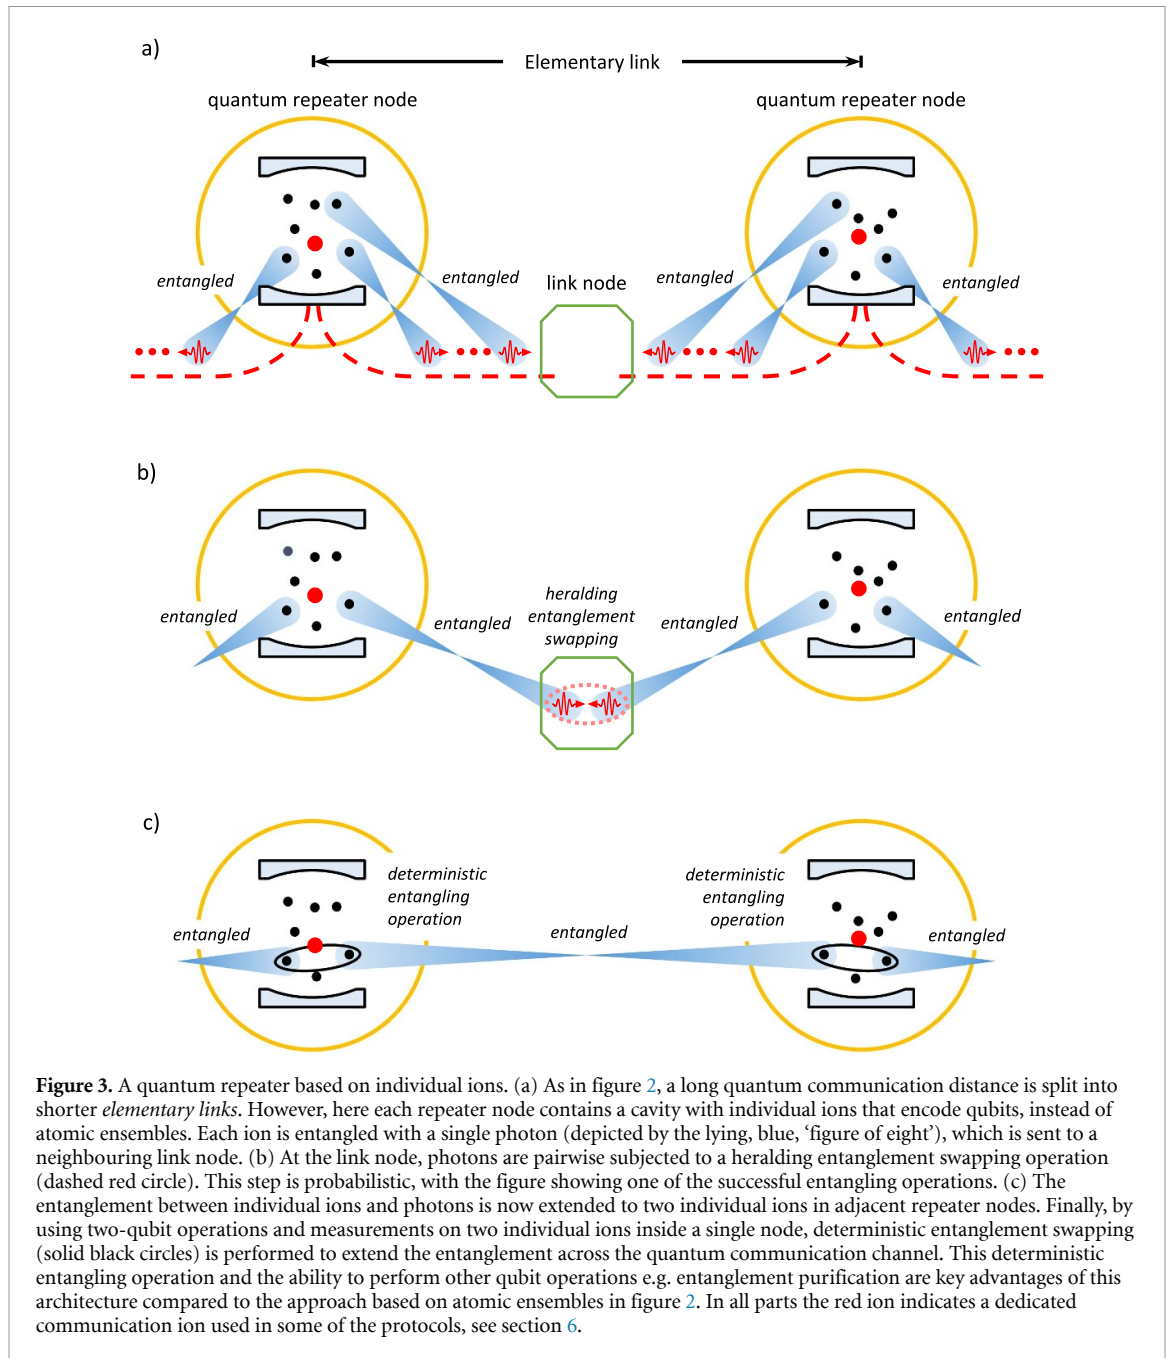 a)
Elementary link
quantum repeater node
quantum repeater node
entangled
entangled
link node
entangled
entangled
b)
entangled
entangled
heralding
entanglement
swapping
entangled
entangled
c)
deterministic
entangling
operation
deterministic
entangling
operation
entangled
entangled
entangled
Figure 3. A quantum repeater based on individual ions. (a) As in figure 2, a long quantum communication distance is split into
shorter elementary links. However, here each repeater node contains a cavity with individual ions that encode qubits, instead of
atomic ensembles. Each ion is entangled with a single photon (depicted by the lying, blue, ‘figure of eight’), which is sent to a
neighbouring link node. (b) At the link node, photons are pairwise subjected to a heralding entanglement swapping operation
(dashed red circle). This step is probabilistic, with the figure showing one of the successful entangling operations. (c) The
entanglement between individual ions and photons is now extended to two individual ions in adjacent repeater nodes. Finally, by
using two-qubit operations and measurements on two individual ions inside a single node, deterministic entanglement swapping
(solid black circles) is performed to extend the entanglement across the quantum communication channel. This deterministic
entangling operation and the ability to perform other qubit operations e.g. entanglement purification are key advantages of this
architecture compared to the approach based on atomic ensembles in figure 2. In all parts the red ion indicates a dedicated
communication ion used in some of the protocols, see section 6.